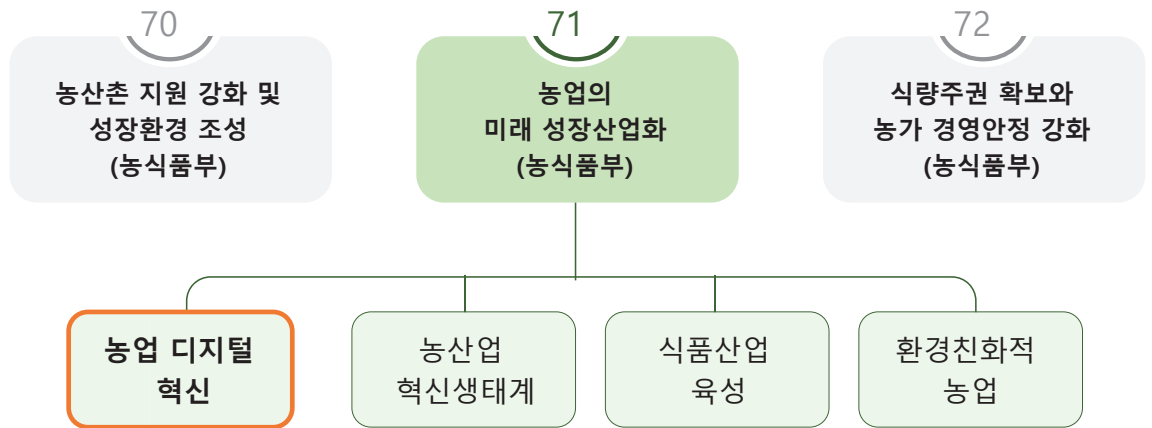 70
71
72
농산촌 지원 강화 및
성장환경 조성
(농식품부)
농업의
미래 성장산업화
(농식품부)
식량주권 확보와
농가 경영안정 강화
(농식품부)
농업 디지털
혁신
농산업
혁신생태계
식품산업
육성
환경친화적
농업